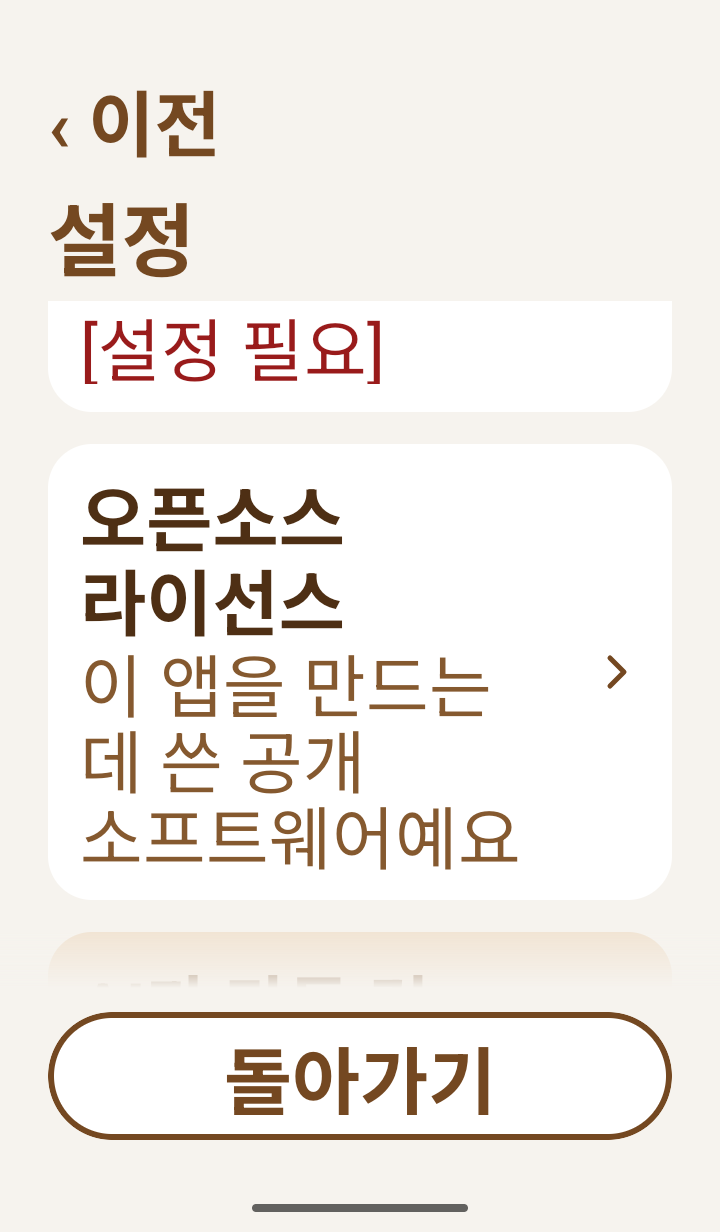 ‹ 이전
설정
[설정 필요]
오픈소스
라이선스
이 앱을 만드는
데 쓴 공개
소프트웨어예요
돌아가기